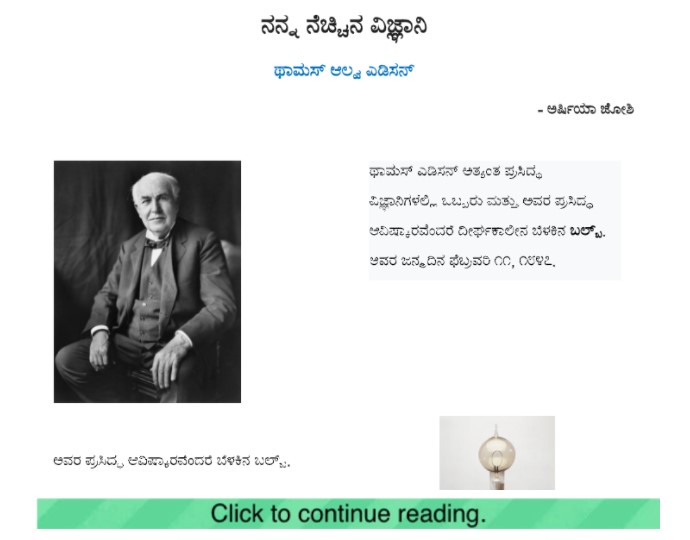 ನನ್ನ ನೆಚ್ಚಿನ ವಿಜ್ಞಾನಿ
ಥಾಮಸ್ ಆಲ್ವ ಎಡಿಸನ್
- ಅರ್ಷಿಯಾ ಜೋಶಿ
ಥಾಮಸ್ ಎಡಿಸನ್ ಅತ್ಯಂತ ಪ್ರಸಿದ್ಧ
ವಿಜ್ಞಾನಿಗಳಲ್ಲಿ ಒಬ್ಬರು ಮತ್ತು ಅವರ ಪ್ರಸಿದ್ಧ
ಆವಿಷ್ಕಾರವೆಂದರೆ ದೀರ್ಘಕಾಲೀನ ಬೆಳಕಿನ ಬಲ್ಬ್.
ಅವರ ಜನ್ಮದಿನ ಫೆಬ್ರವರಿ ೧೧, ೧೮೪೭.
ಅವರ ಪ್ರಸಿದ್ಧ ಆವಿಷ್ಕಾರವೆಂದರೆ ಬೆಳಕಿನ ಬಲ್ಬ್.
Click to continue reading.